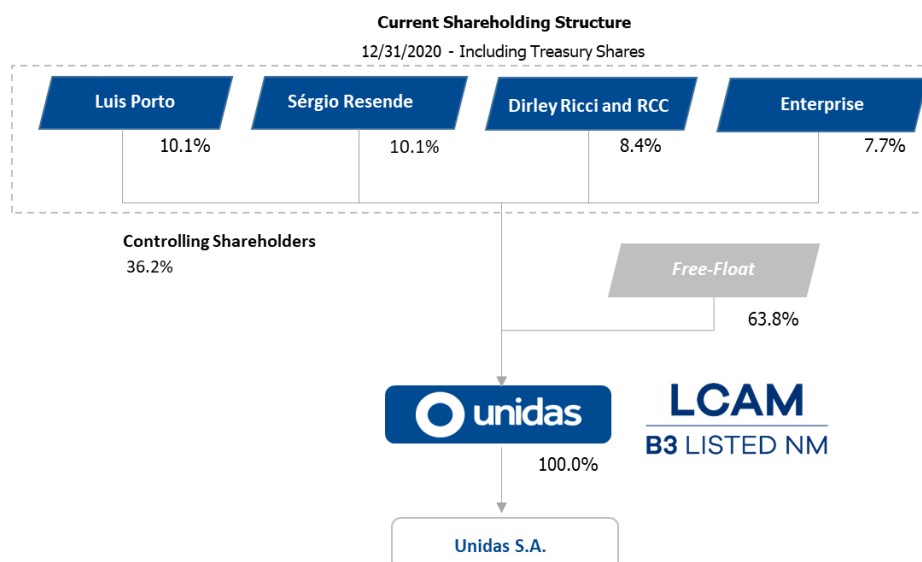 Current Shareholding Structure
12/31/2020 - Including Treasury Shares
Luis Porto
Sérgio Resende
Dirley Ricci and RCC
Enterprise
10.1%
10.1%
8.4%
7.7%
Controlling Shareholders
36.2%
Free-Float
63.8%
unidas
LCAM
B3 LISTED NM
100.0%
Unidas S.A.